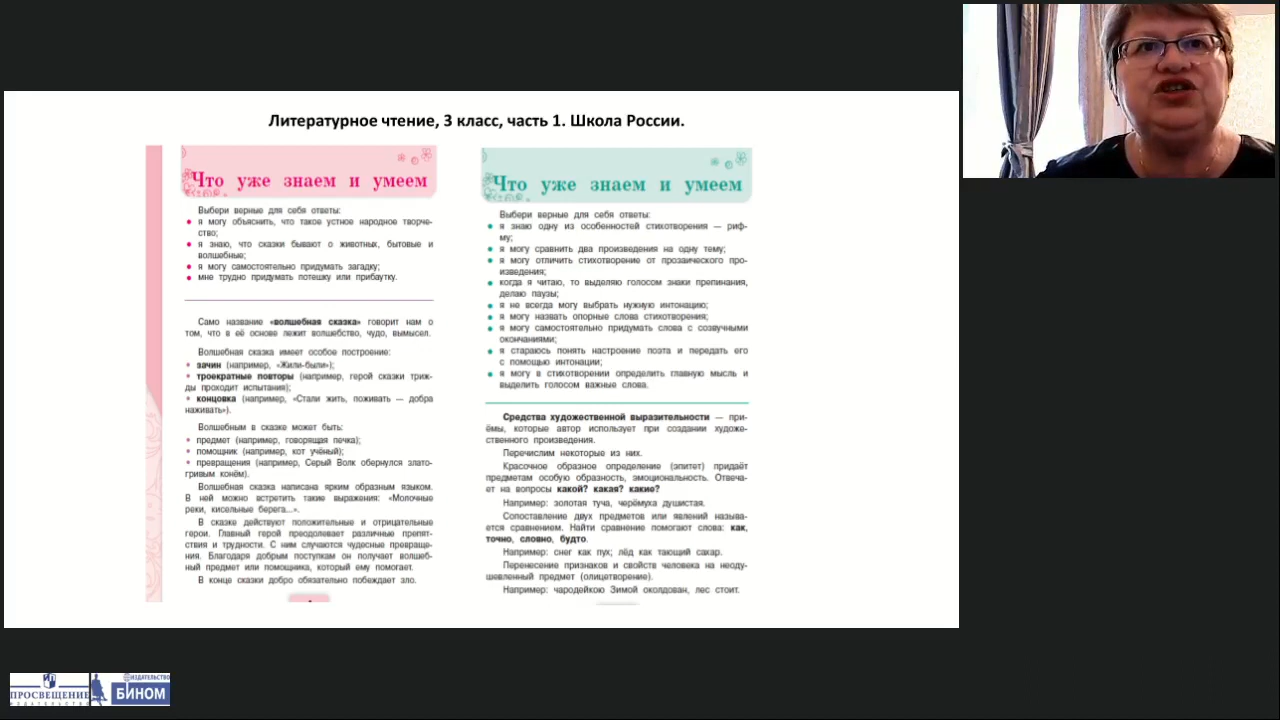 Литературное чтение, 3 класс, часть 1. Школа России.
Что уже знаем и умеем
Выбери верные для себя ответы:
• я могу объяснить, что такое устное народное творче-
ство;
• я знаю, что сказки бывают о животных, бытовые и
волшебные;
• я могу самостоятельно придумать загадку;
• мне трудно придумать потешку или прибаутку.
Само название «волшебная сказка» говорит нам о
том, что в её основе лежит волшебство, чудо, вымысел.
Волшебная сказка имеет особое построение:
• зачин (например, «Жили-были»);
• троекратные повторы (например, герой сказки триж-
ды проходит испытания);
• концовка (например, «Стали жить, поживать — добра
наживать»).
Волшебным в сказке может быть:
• предмет (например, говорящая печка);
• помощник (например, кот учёный);
• превращения (например, Серый Волк обернулся злато-
гривым конём).
Волшебная сказка написана ярким образным языком.
В ней можно встретить такие выражения: «Молочные
реки, кисельные берега...».
В сказке действуют положительные и отрицательные
герои. Главный герой преодолевает различные препят-
ствия и трудности. С ним случаются чудесные превраще-
ния. Благодаря добрым поступкам он получает волшеб-
ный предмет или помощника, который ему помогает.
В конце сказки добро обязательно побеждает зло.
Что уже знаем и умеем
Выбери верные для себя ответы:
• я знаю одну из особенностей стихотворения — риф-
му;
• я могу сравнить два произведения на одну тему;
• я могу отличить стихотворение от прозаического про-
изведения;
• когда я читаю, то выделяю голосом знаки препинания,
делаю паузы;
• я не всегда могу выбрать нужную интонацию;
• я могу назвать опорные слова стихотворения;
• я могу самостоятельно придумать слова с созвучными
окончаниями;
• я стараюсь понять настроение поэта и передать его
с помощью интонации;
• я могу в стихотворении определить главную мысль и
выделить голосом важные слова.
Средства художественной выразительности — при-
ёмы, которые автор использует при создании художе-
ственного произведения.
Перечислим некоторые из них.
Красочное образное определение (эпитет) придаёт
предметам особую образность, эмоциональность. Отвеча-
ет на вопросы какой? какая? какие?
Например: золотая туча, черёмуха душистая.
Сопоставление двух предметов или явлений называ-
ется сравнением. Найти сравнение помогают слова: как,
точно, словно, будто.
Например: снег как пух; лёд как тающий сахар.
Перенесение признаков и свойств человека на неоду-
шевлённый предмет (олицетворение).
Например: чародейкою Зимой околдован, лес стоит.
ПРОСВЕЩЕНИЕ
ИЗДАТЕЛЬСТВО
ИЗДАТЕЛЬСТВО
БИНОМ